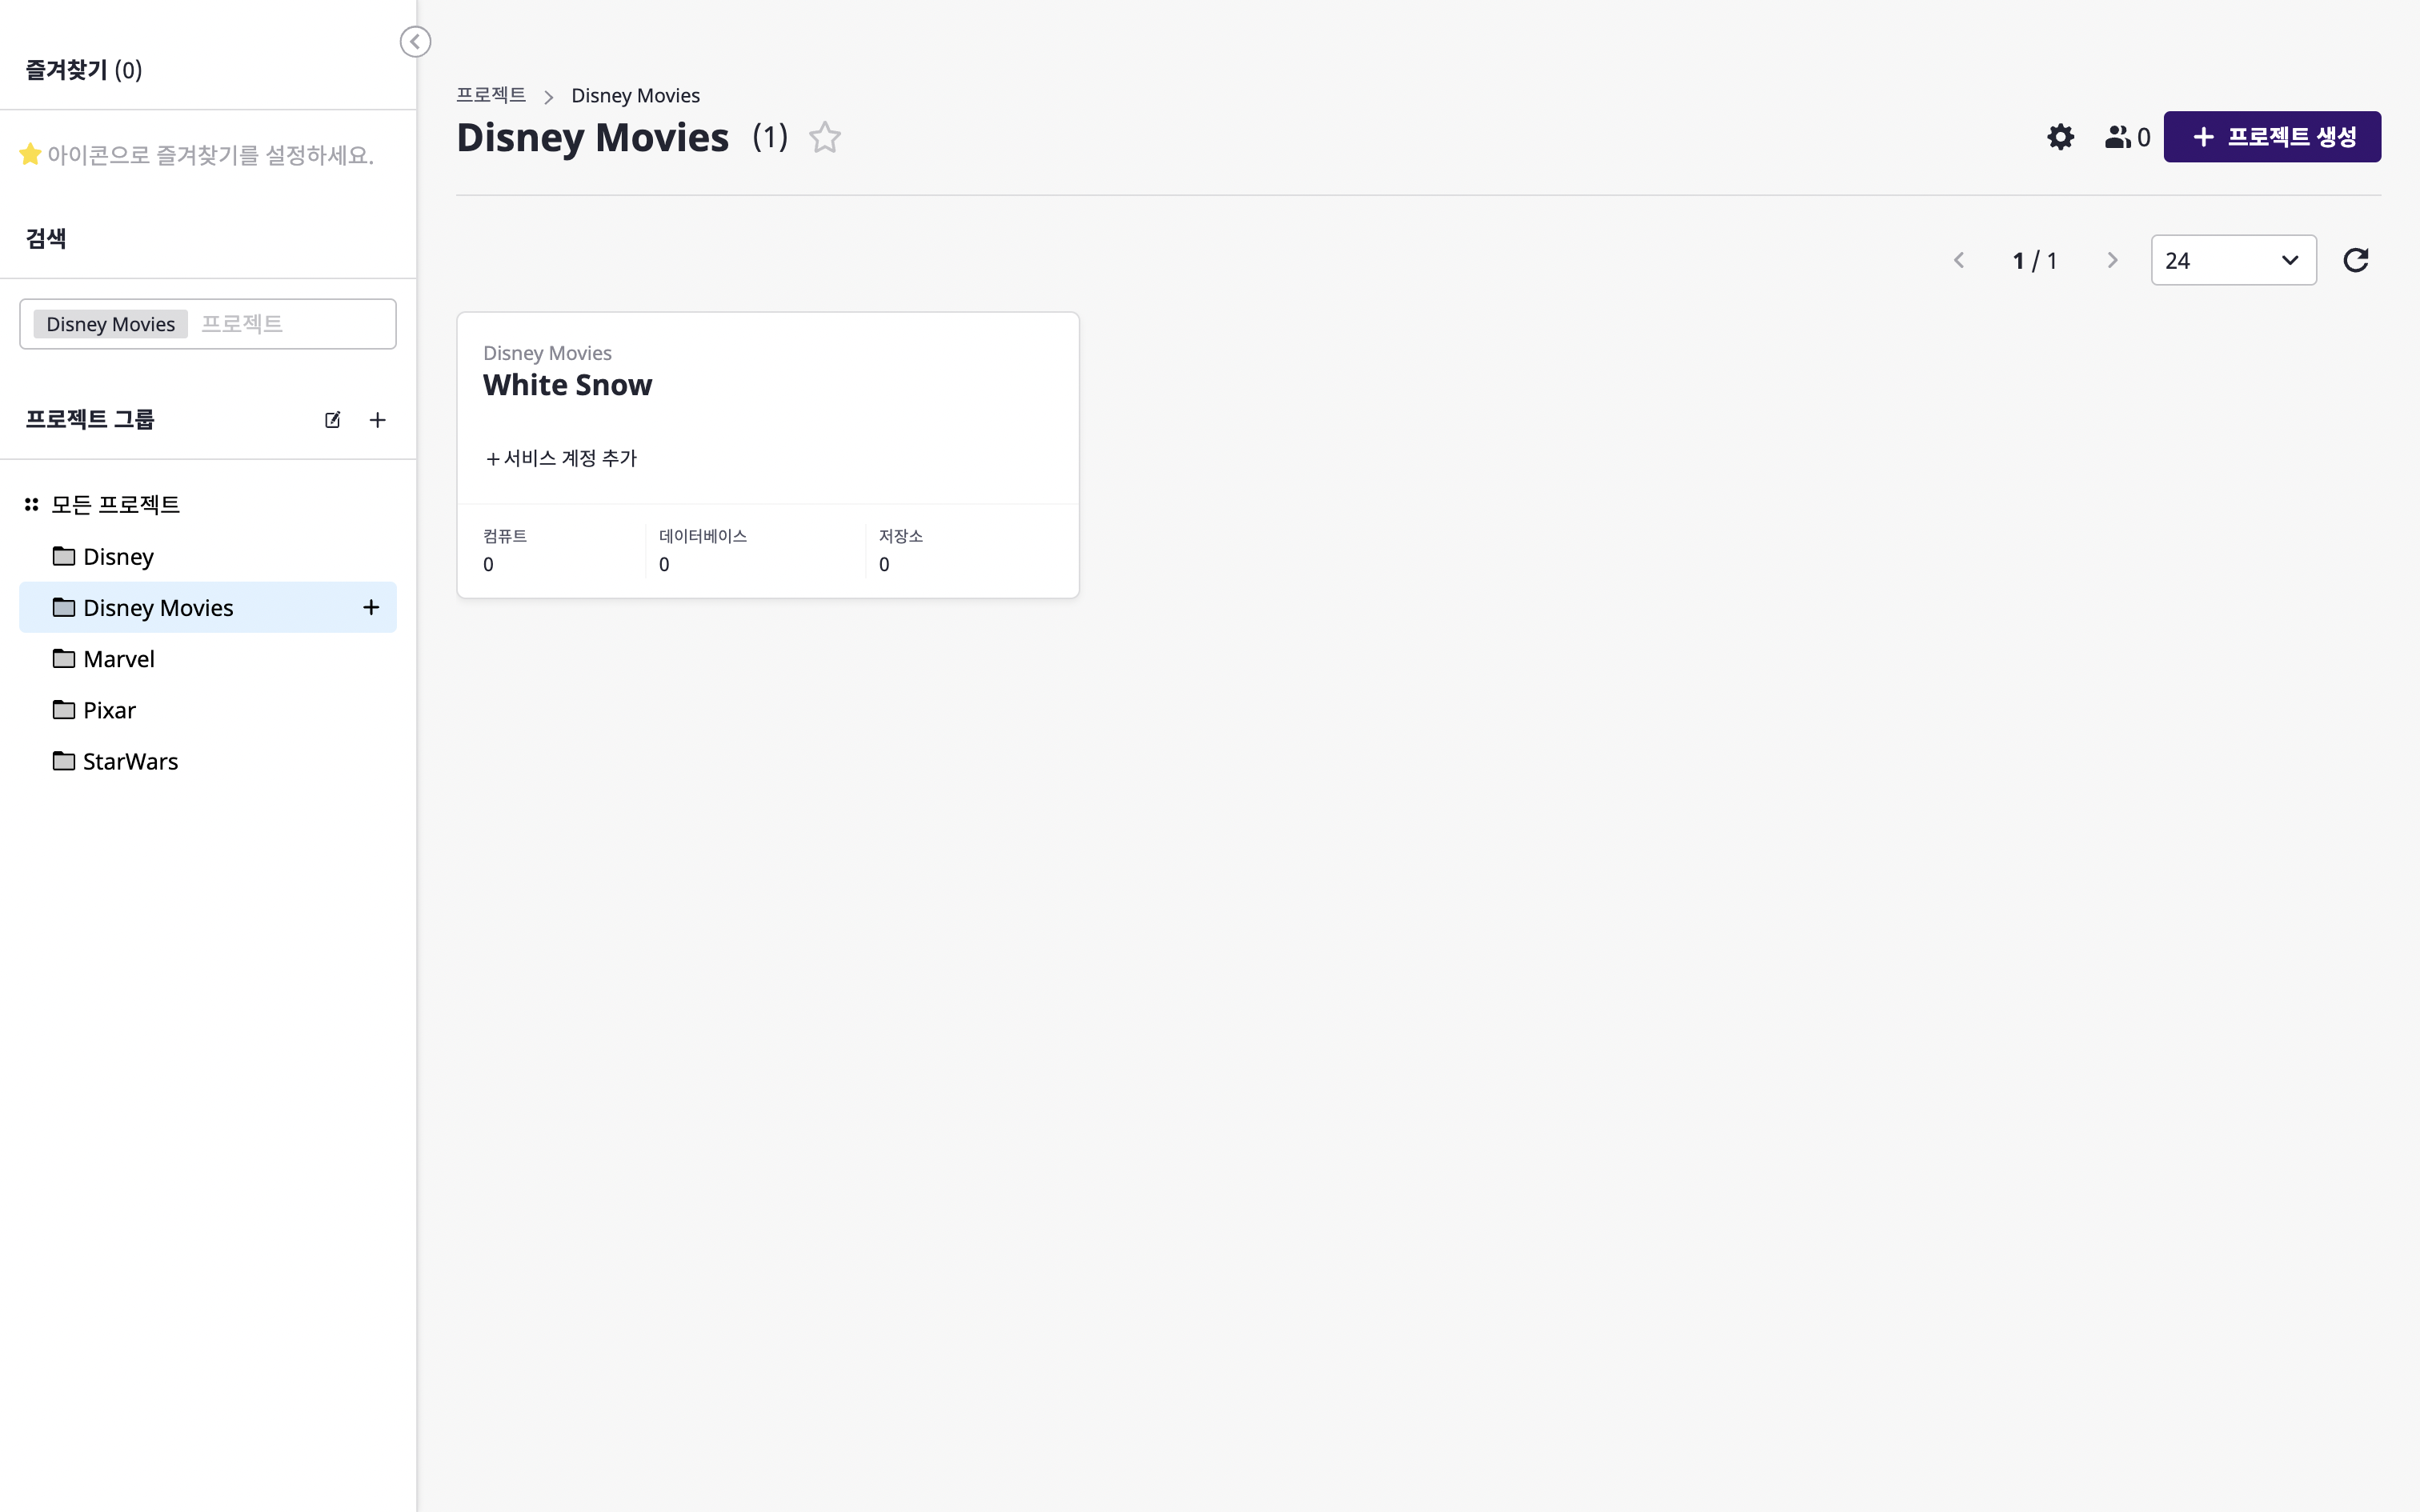 즐겨찾기 (0)
아이콘으로 즐겨찾기를 설정하세요.
검색
Disney Movies 프로젝트
프로젝트 그룹
모든 프로젝트
Disney
Disney Movies
Marvel
Pixar
StarWars
프로젝트 > Disney Movies
Disney Movies (1)
0
+ 프로젝트 생성
1 / 1
24
Disney Movies
White Snow
+ 서비스 계정 추가
컴퓨트 데이터베이스 저장소
0 0 0